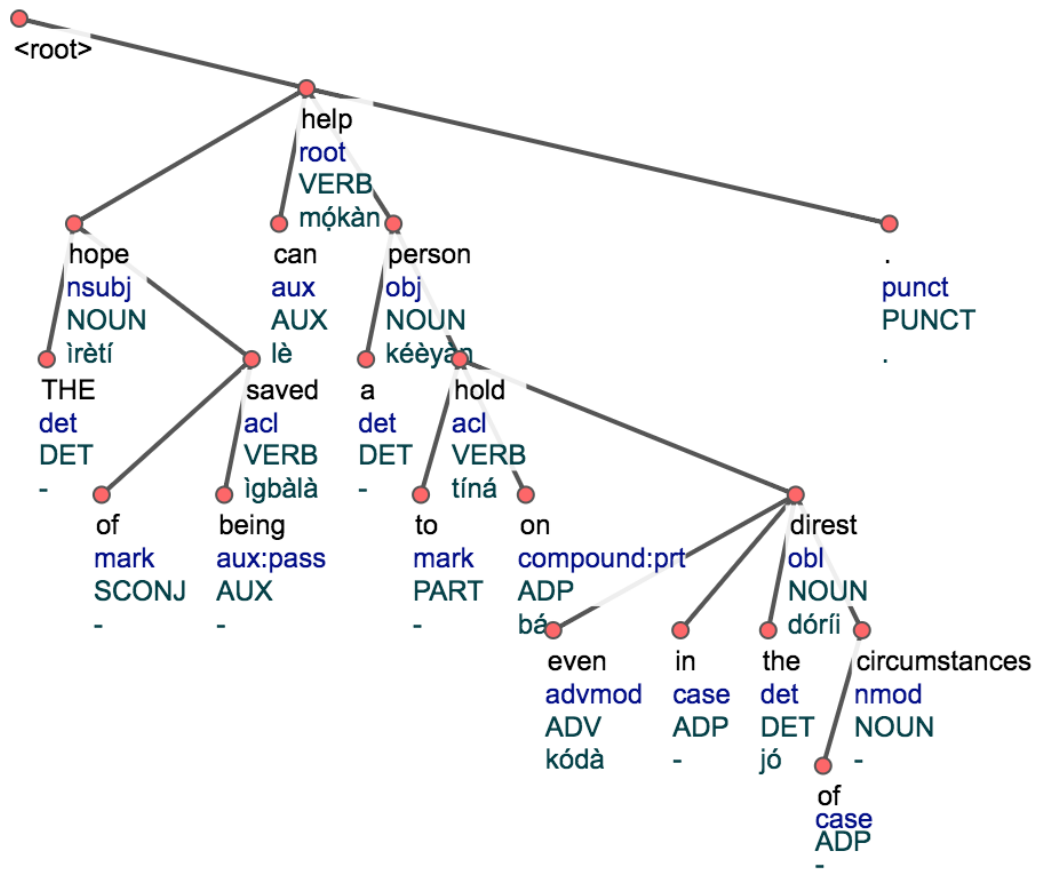 <root>
help
root
VERB
mọ́kàn
hope
nsubj
NOUN
ìrètí
can
aux
AUX
lè
person
obj
NOUN
kéèyàn
.
punct
PUNCT
.
THE
det
DET
-
saved
acl
VERB
ìgbàlà
a
det
DET
-
hold
acl
VERB
tíná
of
mark
SCONJ
-
being
aux:pass
AUX
-
to
mark
PART
-
on
compound:prt
ADP
bá
direst
obl
NOUN
dóríi
even
advmod
ADV
kódà
in
case
ADP
-
the
det
DET
jó
circumstances
nmod
NOUN
-
of
case
ADP
-